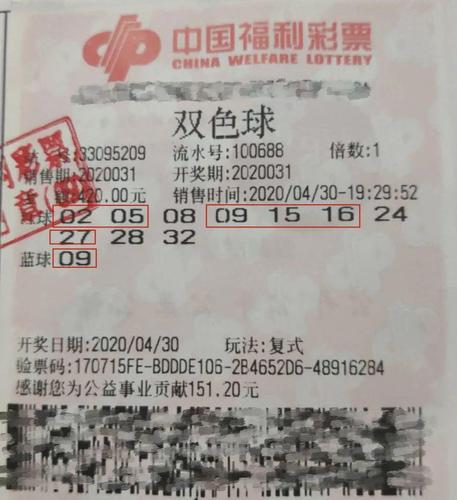 中国福利彩票
CHINA WELFARE LOTTERY
双色球
号:33095209 流水号:100688 倍数:1
销售期:2020031 开奖期:2020031
额:420.00元 销售时间:2020/04/30-19:29:52
球 02 05 08 09 15 16 24
27 28 32
蓝球 09
开奖日期:2020/04/30 玩法:复式
验票码:170715FE-BDDDE106-2B4652D6-48916284
感谢您为公益事业贡献151.20元